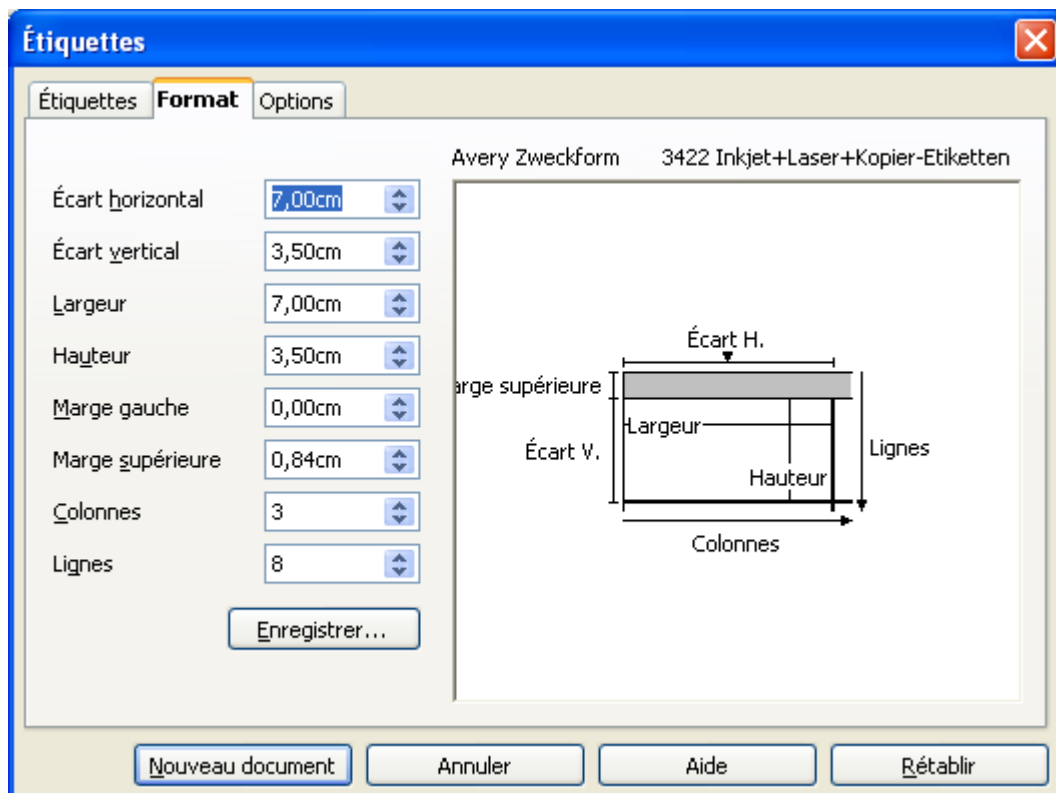 Étiquettes
Étiquettes Format Options
Avery Zweckform 3422 Inkjet+Laser+Kopier-Etiketten
Écart horizontal 7,00cm
Écart vertical 3,50cm
Largeur 7,00cm
Hauteur 3,50cm
Marge gauche 0,00cm
Marge supérieure 0,84cm
Colonnes 3
Lignes 8
Enregistrer...
Écart H.
arge supérieure
Largeur
Écart V.
Lignes
Hauteur
Colonnes
Nouveau document Annuler Aide Rétablir